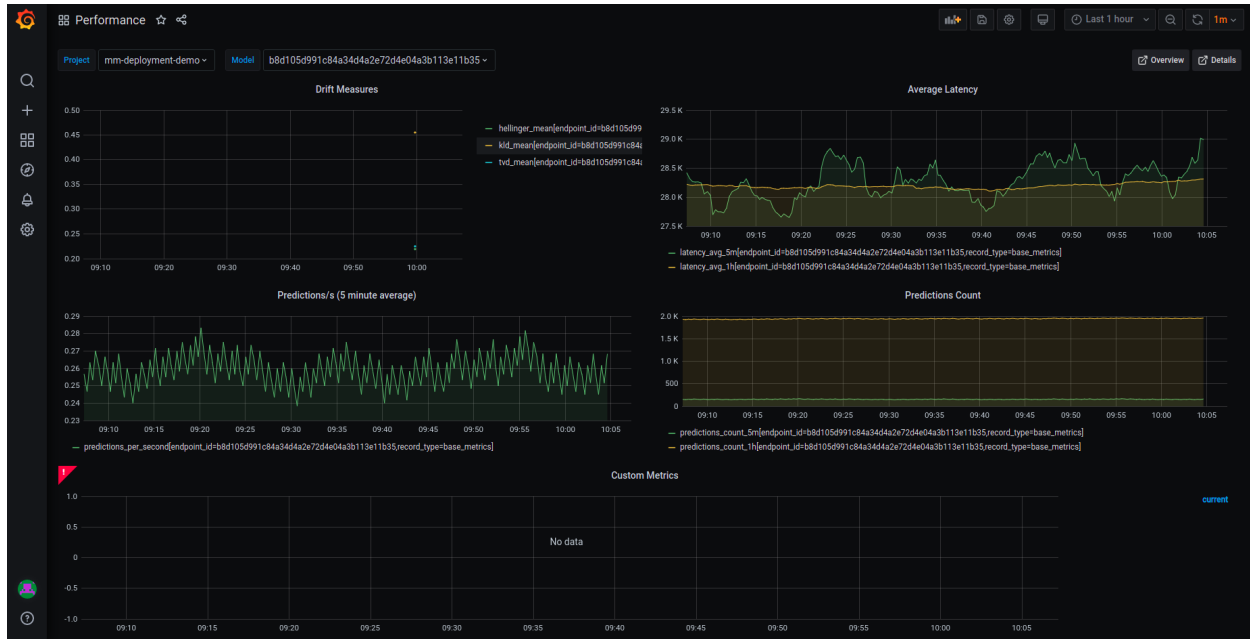 Performance
Last 1 hour
1m
Project mm-deployment-demo
Model b8d105d991c84a34d4a2e72d4e04a3b113e11b35
Overview
Details
Drift Measures
0.50
0.45
0.40
0.35
0.30
0.25
0.20
09:10 09:20 09:30 09:40 09:50 10:00
hellinger_mean[endpoint_id=b8d105d99
kld_mean[endpoint_id=b8d105d991c84a
tvd_mean[endpoint_id=b8d105d991c84a
Average Latency
29.5 K
29.0 K
28.5 K
28.0 K
27.5 K
09:10 09:15 09:20 09:25 09:30 09:35 09:40 09:45 09:50 09:55 10:00 10:05
latency_avg_5m[endpoint_id=b8d105d991c84a34d4a2e72d4e04a3b113e11b35,record_type=base_metrics]
latency_avg_1h[endpoint_id=b8d105d991c84a34d4a2e72d4e04a3b113e11b35,record_type=base_metrics]
Predictions/s (5 minute average)
0.29
0.28
0.27
0.26
0.25
0.24
0.23
09:10 09:15 09:20 09:25 09:30 09:35 09:40 09:45 09:50 09:55 10:00 10:05
predictions_per_second[endpoint_id=b8d105d991c84a34d4a2e72d4e04a3b113e11b35,record_type=base_metrics]
Predictions Count
2.0 K
1.5 K
1.0 K
500
0
09:10 09:15 09:20 09:25 09:30 09:35 09:40 09:45 09:50 09:55 10:00 10:05
predictions_count_5m[endpoint_id=b8d105d991c84a34d4a2e72d4e04a3b113e11b35,record_type=base_metrics]
predictions_count_1h[endpoint_id=b8d105d991c84a34d4a2e72d4e04a3b113e11b35,record_type=base_metrics]
!
Custom Metrics
1.0
0.5
0
-0.5
-1.0
No data
current
09:10 09:15 09:20 09:25 09:30 09:35 09:40 09:45 09:50 09:55 10:00 10:05